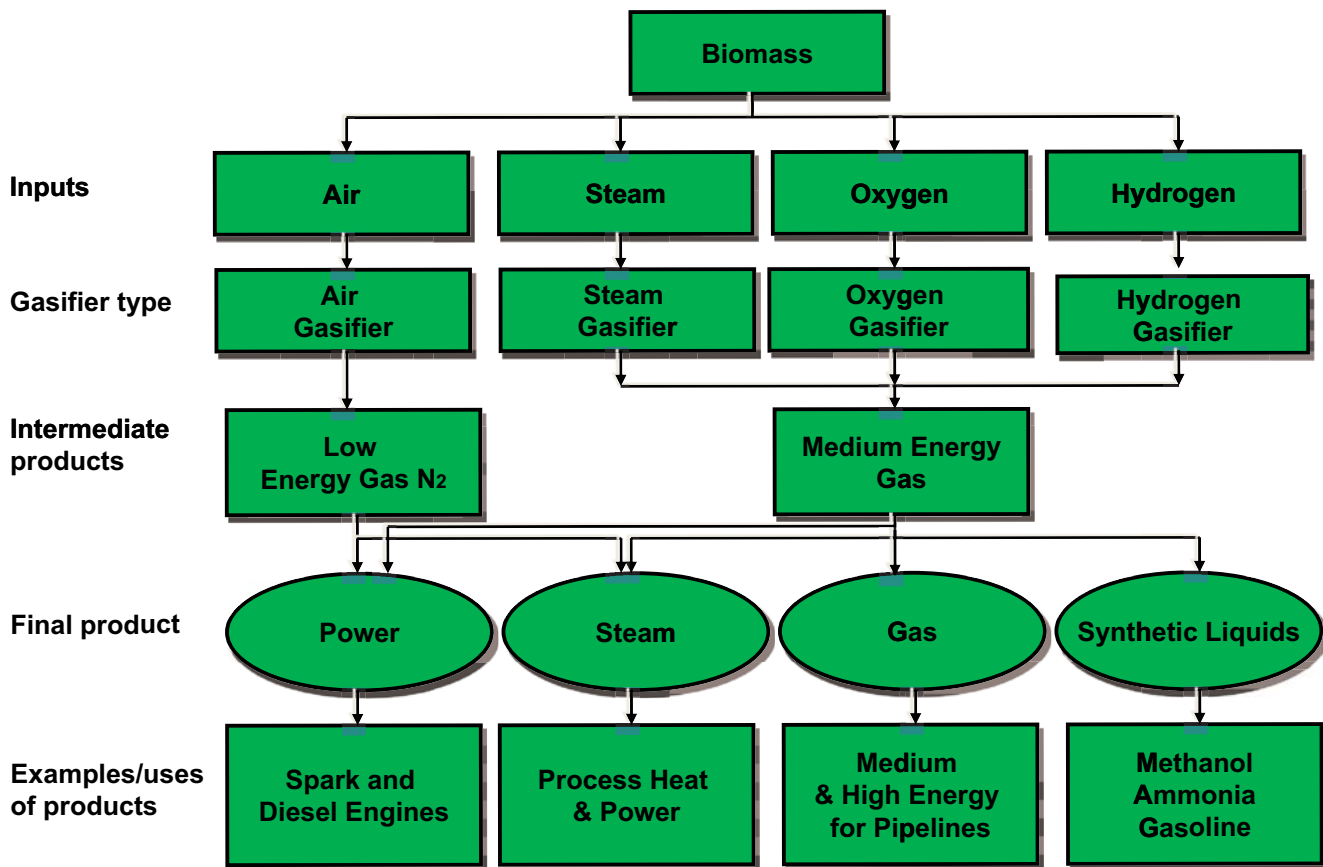 Biomass
Inputs
Air
Steam
Oxygen
Hydrogen
Gasifier type
Air
Gasifier
Steam
Gasifier
Oxygen
Gasifier
Hydrogen
Gasifier
Intermediate
products
Low
Energy Gas N2
Medium Energy
Gas
Final product
Power
Steam
Gas
Synthetic Liquids
Examples/uses
of products
Spark and
Diesel Engines
Process Heat
& Power
Medium
& High Energy
for Pipelines
Methanol
Ammonia
Gasoline